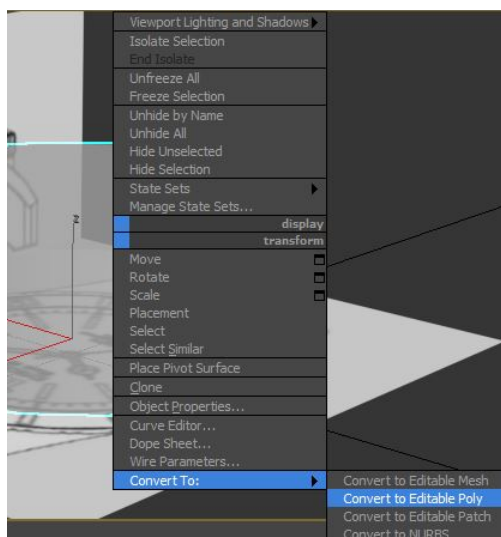 Viewport Lighting and Shadows
Isolate Selection
End Isolate
Unfreeze All
Freeze Selection
Unhide by Name
Unhide All
Hide Unselected
Hide Selection
State Sets
Manage State Sets...
display
transform
Move
Rotate
Scale
Placement
Select
Select Similar
Place Pivot Surface
Clone
Object Properties...
Curve Editor...
Dope Sheet...
Wire Parameters...
Convert To:
Convert to Editable Mesh
Convert to Editable Poly
Convert to Editable Patch
Convert to NURBS
z